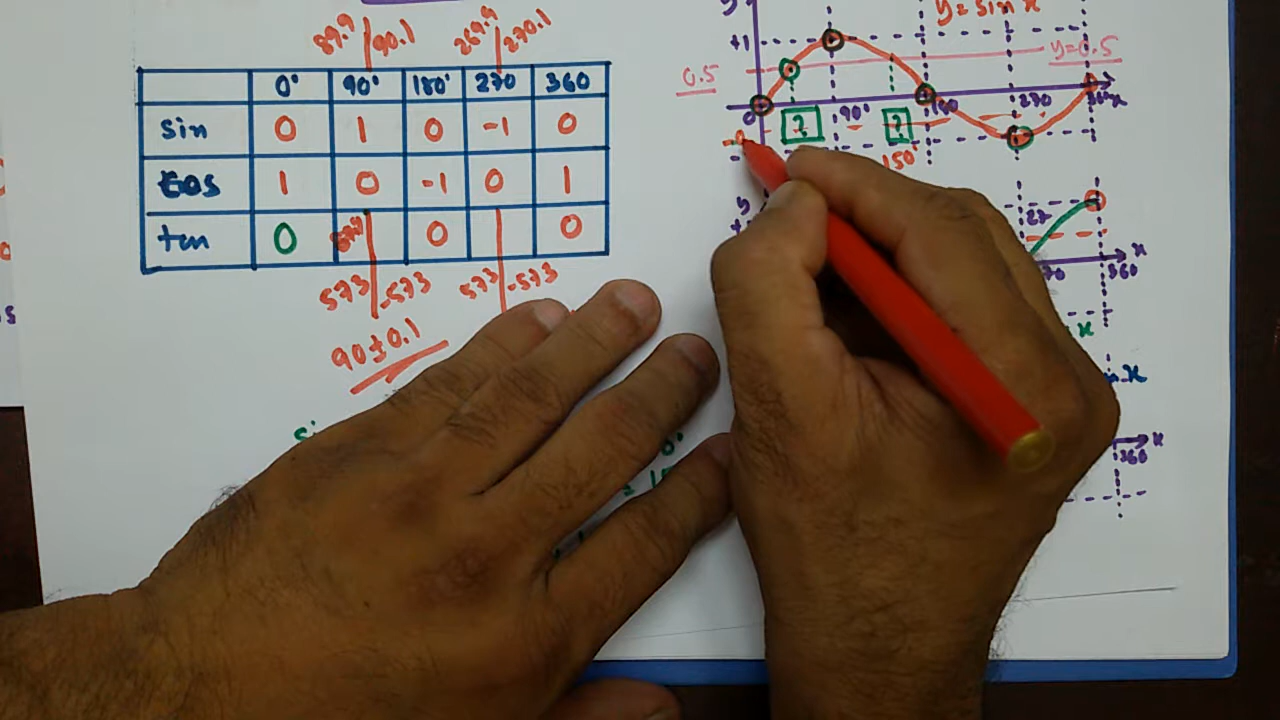 89.9 90.1 269.9 270.1
0° 90° 180° 270 360
sin 0 1 0 -1 0
cos 1 0 -1 0 1
tan 0 0 0
573 -573 573 -573
90±0.1
y
y = sin x
+1
0.5 y=0.5
0 90° 180 270 360 x
? ?
150°
y
27
x
70 360
x
x
x
360